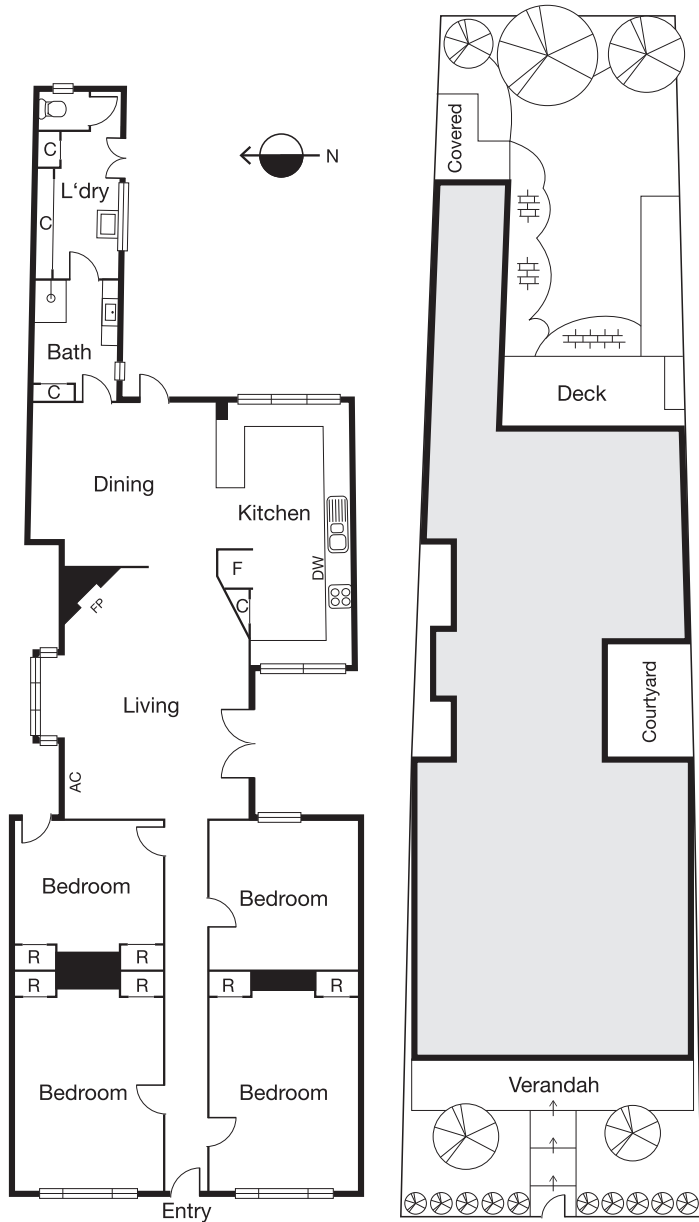 C
L'dry
C
Bath
C
N
Dining
Kitchen
F
DW
C
FP
Living
AC
Bedroom
Bedroom
R
R
R
R
R
R
Bedroom
Bedroom
Entry
Covered
Deck
Courtyard
Verandah